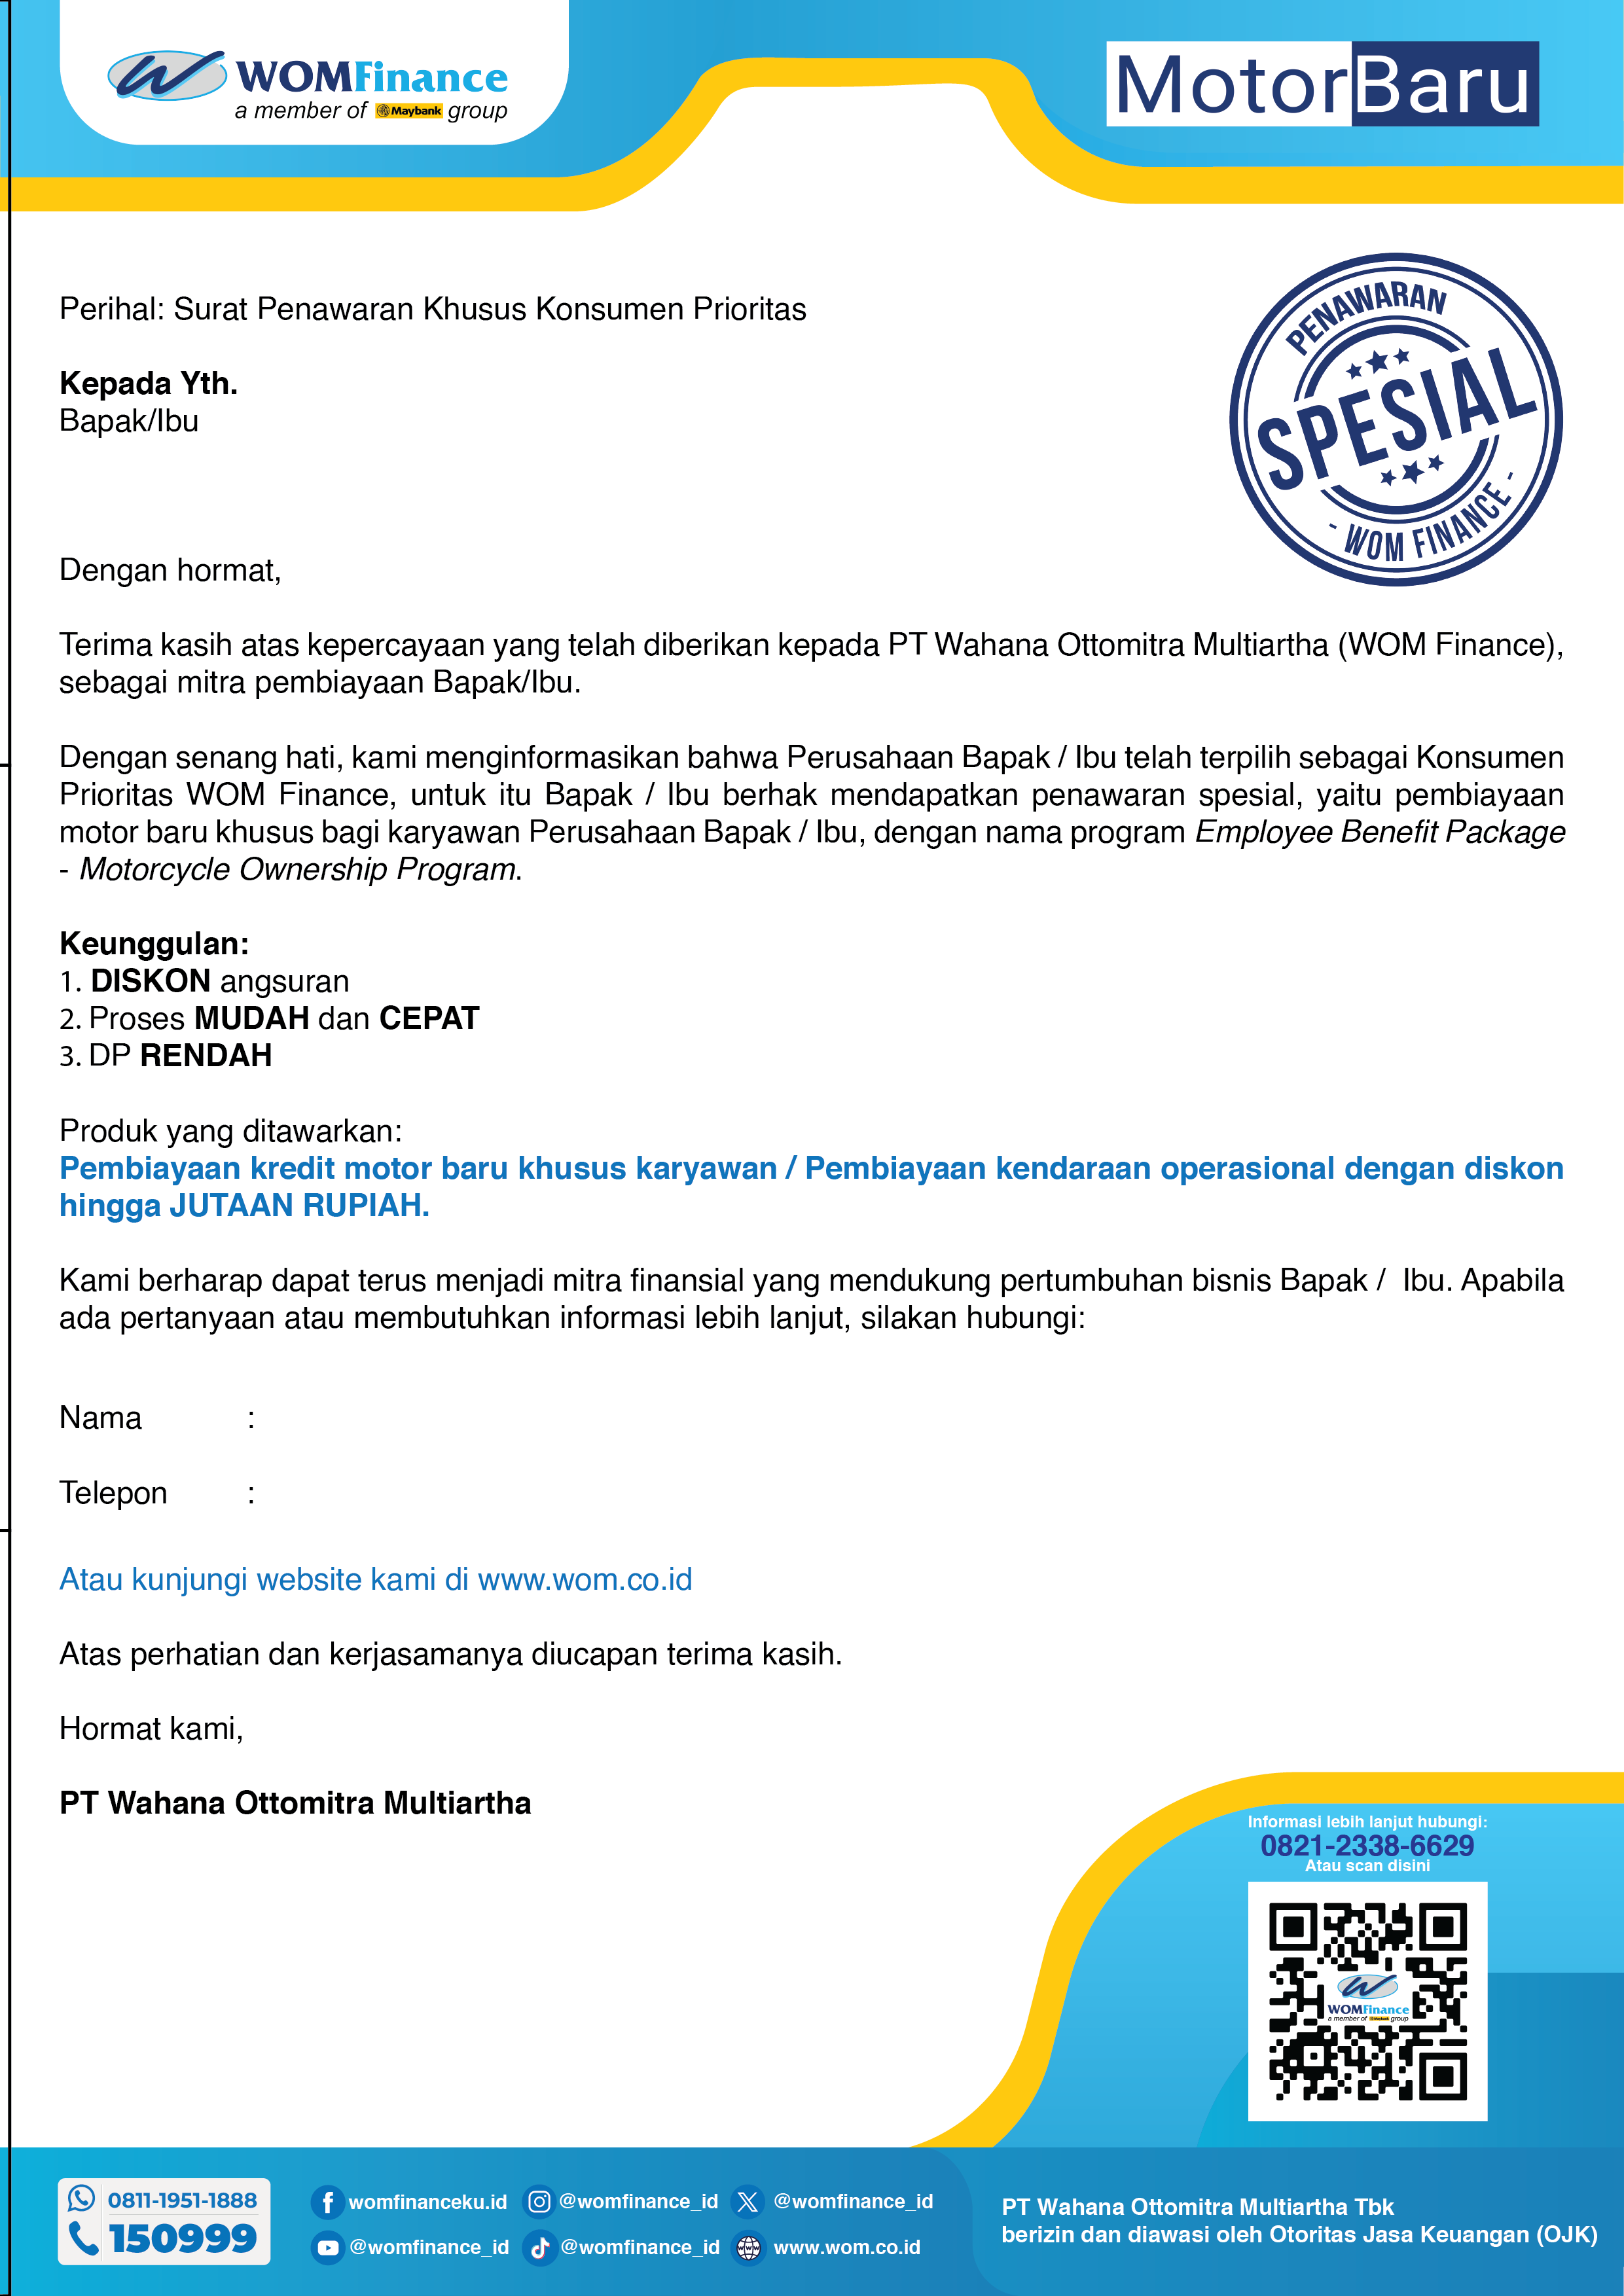 WOMFinance
a member of Maybank group
MotorBaru
PENAWARAN
SPESIAL
- WOM FINANCE -
Perihal: Surat Penawaran Khusus Konsumen Prioritas
Kepada Yth.
Bapak/Ibu
Dengan hormat,
Terima kasih atas kepercayaan yang telah diberikan kepada PT Wahana Ottomitra Multiartha (WOM Finance),
sebagai mitra pembiayaan Bapak/Ibu.
Dengan senang hati, kami menginformasikan bahwa Perusahaan Bapak / Ibu telah terpilih sebagai Konsumen
Prioritas WOM Finance, untuk itu Bapak / Ibu berhak mendapatkan penawaran spesial, yaitu pembiayaan
motor baru khusus bagi karyawan Perusahaan Bapak / Ibu, dengan nama program Employee Benefit Package
- Motorcycle Ownership Program.
Keunggulan:
1. DISKON angsuran
2. Proses MUDAH dan CEPAT
3. DP RENDAH
Produk yang ditawarkan:
Pembiayaan kredit motor baru khusus karyawan / Pembiayaan kendaraan operasional dengan diskon
hingga JUTAAN RUPIAH.
Kami berharap dapat terus menjadi mitra finansial yang mendukung pertumbuhan bisnis Bapak / Ibu. Apabila
ada pertanyaan atau membutuhkan informasi lebih lanjut, silakan hubungi:
Nama :
Telepon :
Atau kunjungi website kami di www.wom.co.id
Atas perhatian dan kerjasamanya diucapan terima kasih.
Hormat kami,
PT Wahana Ottomitra Multiartha
Informasi lebih lanjut hubungi:
0821-2338-6629
Atau scan disini
WOMFinance
a member of Maybank group
0811-1951-1888
150999
womfinanceku.id @womfinance_id @womfinance_id
@womfinance_id @womfinance_id www.wom.co.id
PT Wahana Ottomitra Multiartha Tbk
berizin dan diawasi oleh Otoritas Jasa Keuangan (OJK)